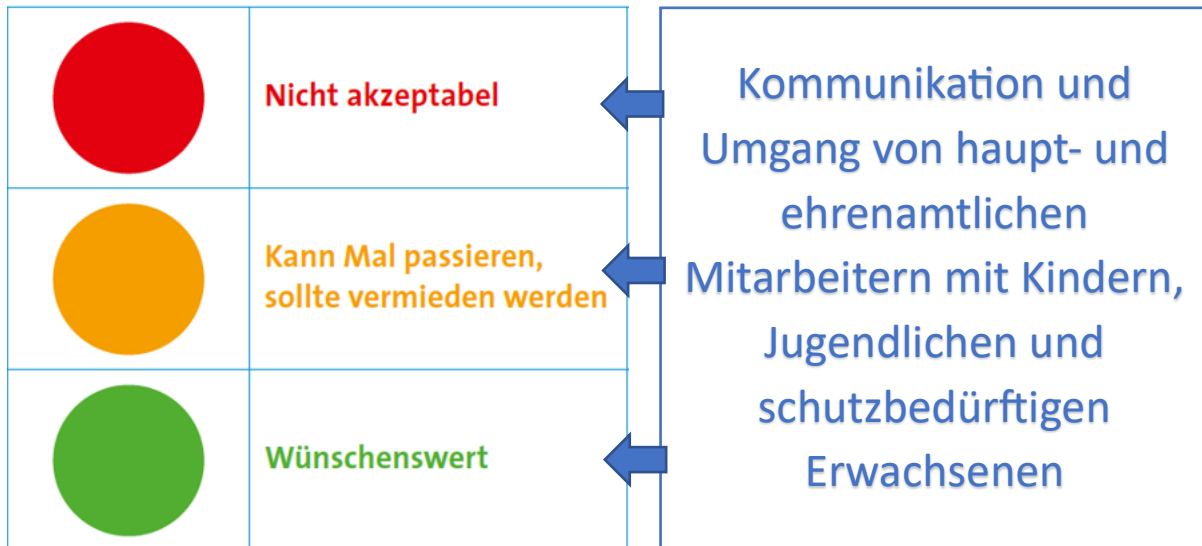 Nicht akzeptabel
Kann Mal passieren,
sollte vermieden werden
Wünschenswert
Kommunikation und
Umgang von haupt- und
ehrenamtlichen
Mitarbeitern mit Kindern,
Jugendlichen und
schutzbedürftigen
Erwachsenen